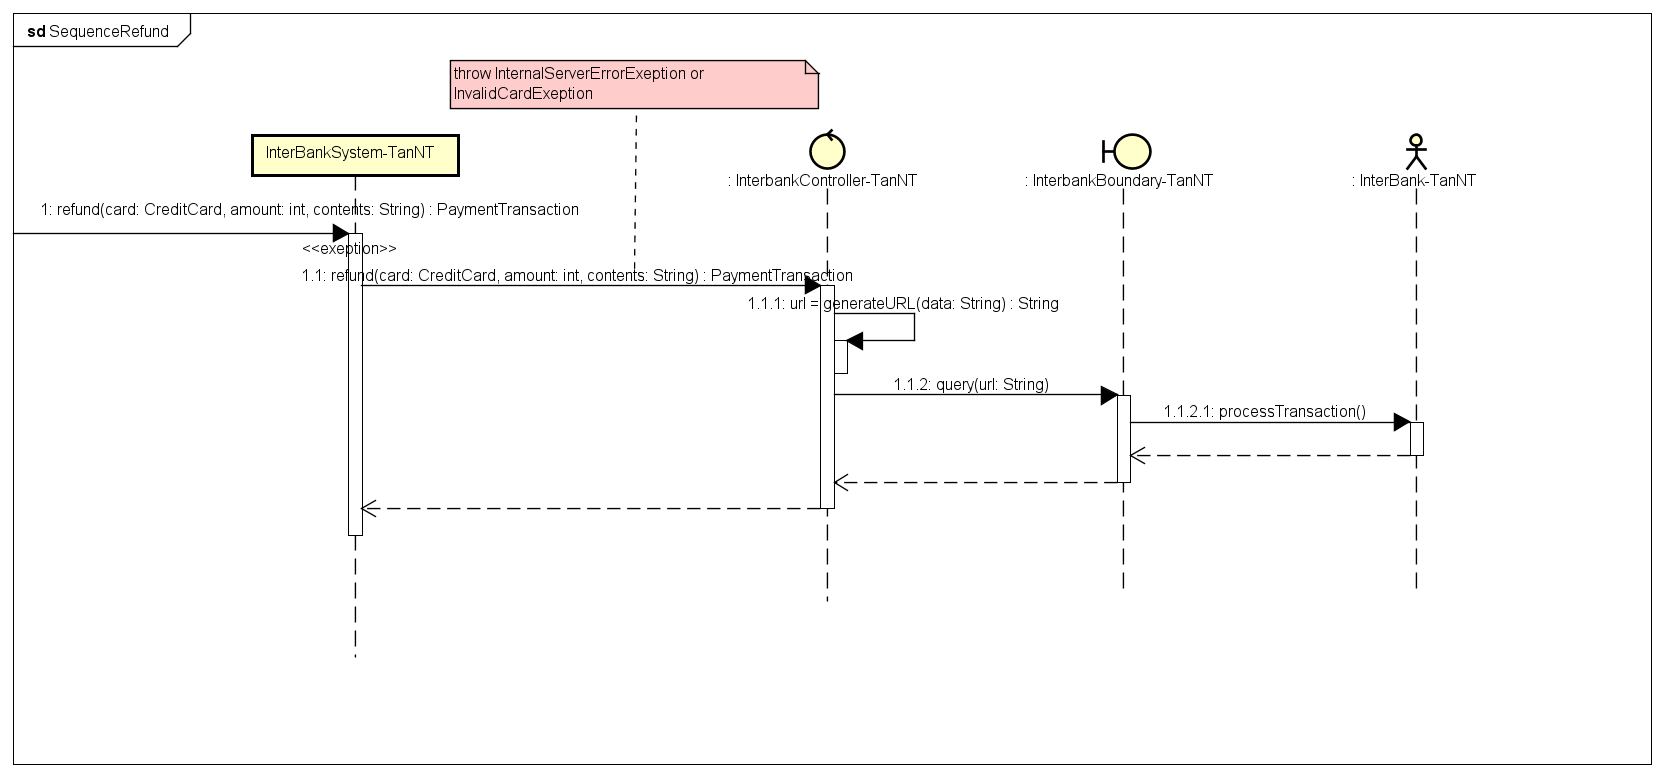 sd SequenceRefund
throw InternalServerErrorExeption or
InvalidCardExeption
InterBankSystem-TanNT
: InterbankController-TanNT
: InterbankBoundary-TanNT
: InterBank-TanNT
1: refund(card: CreditCard, amount: int, contents: String) : PaymentTransaction
<<exeption>>
1.1: refund(card: CreditCard, amount: int, contents: String) : PaymentTransaction
1.1.1: url = generateURL(data: String) : String
1.1.2: query(url: String)
1.1.2.1: processTransaction()